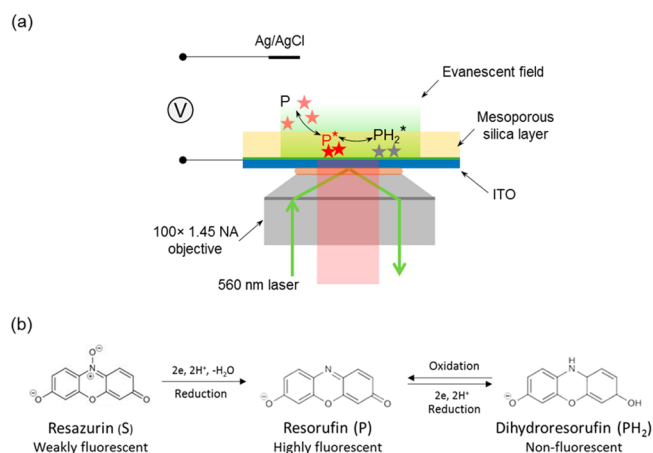 (a)
Ag/AgCl
Evanescent field
P
V
Mesoporous
silica layer
P* PH2*
ITO
100× 1.45 NA
objective
560 nm laser
(b)
O⊖
N
⊕
⊖O O O
2e, 2H+, -H2O
Reduction
N
⊖O O O
Oxidation
2e, 2H+
Reduction
H
N
⊖O O OH
Resazurin (S)
Weakly fluorescent
Resorufin (P)
Highly fluorescent
Dihydroresorufin (PH2)
Non-fluorescent